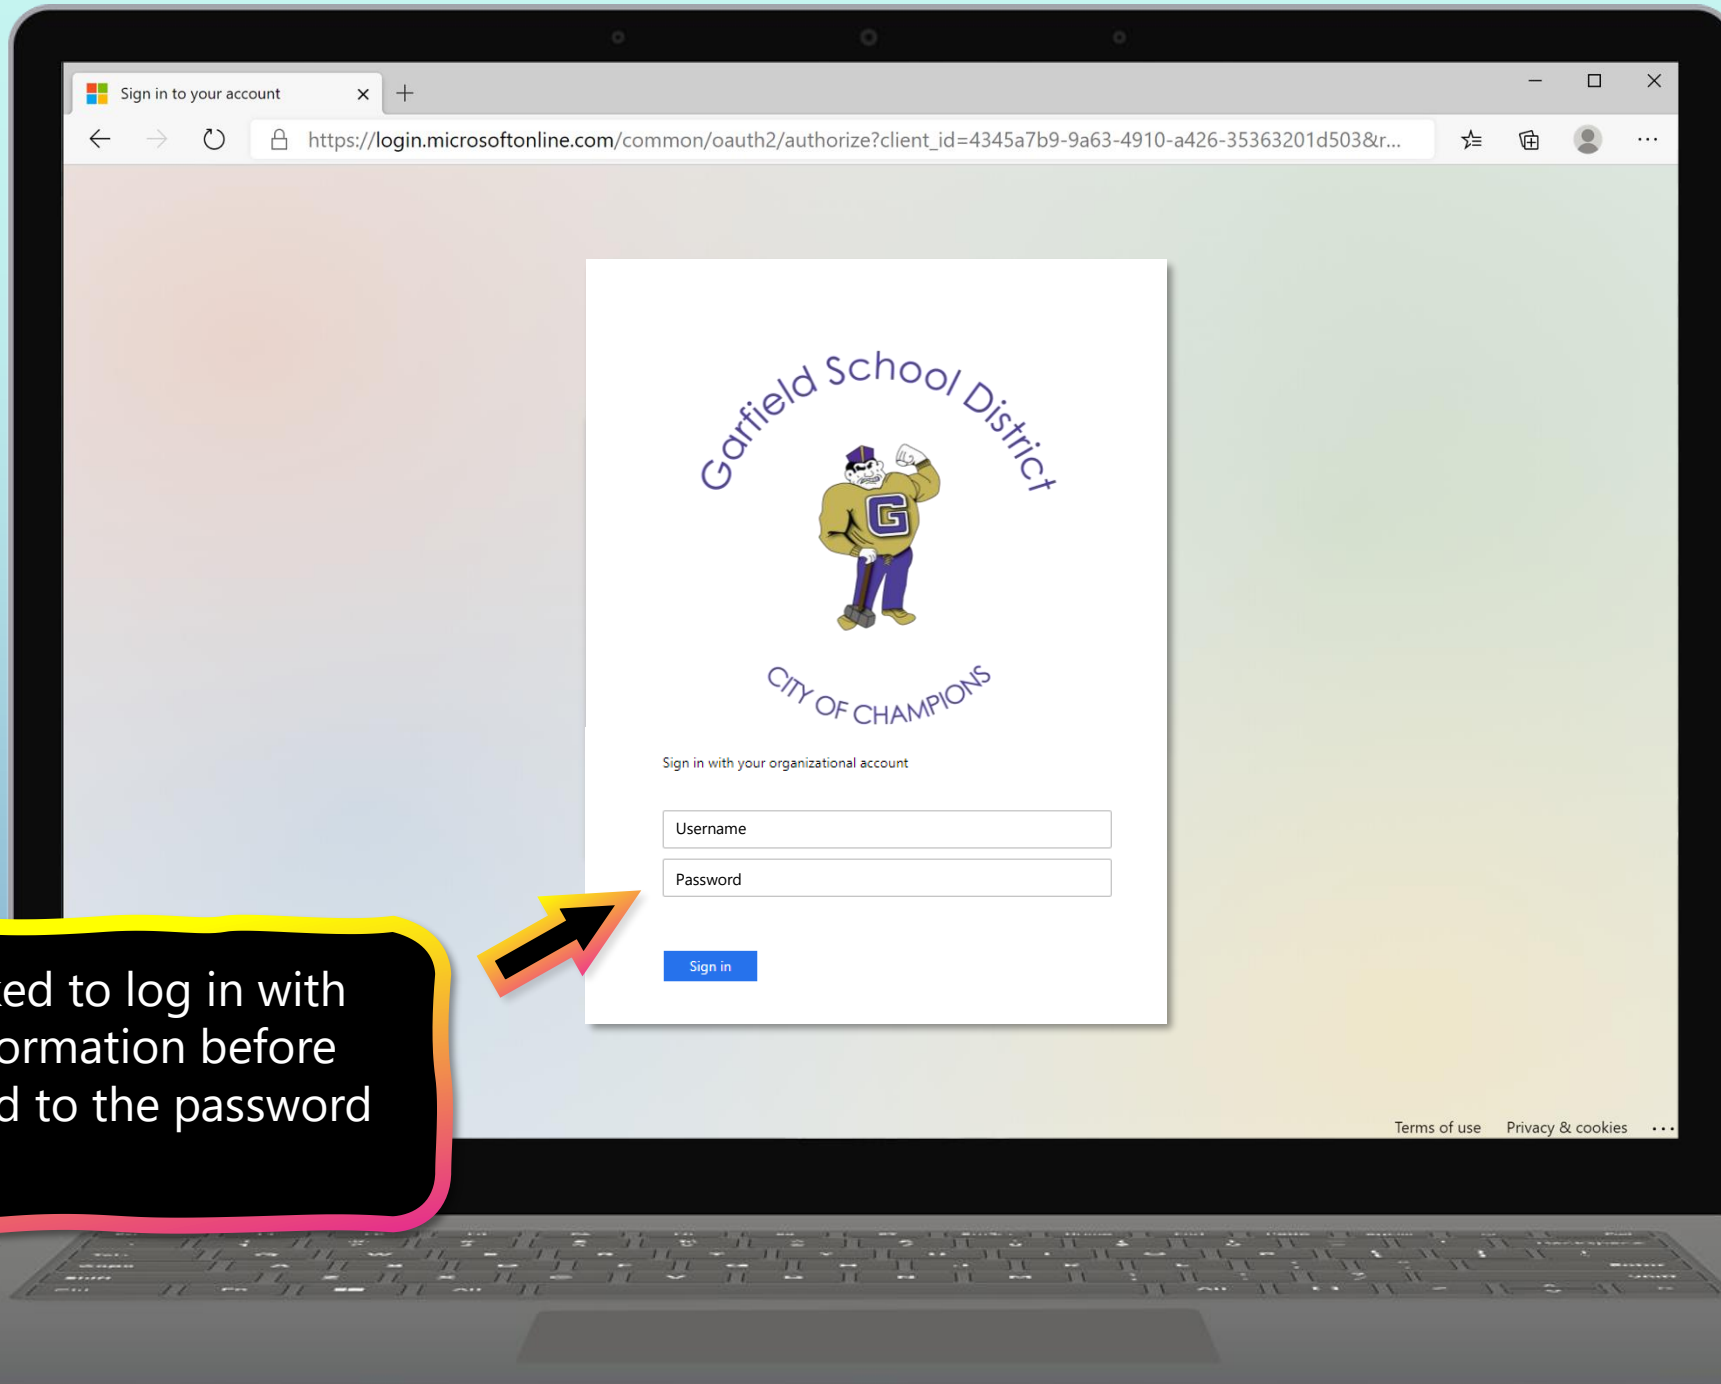 Sign in to your account
https://login.microsoftonline.com/common/oauth2/authorize?client_id=4345a7b9-9a63-4910-a426-35363201d503&r...
Garfield School District
G
CITY OF CHAMPIONS
Sign in with your organizational account
Username
Password
Sign in
ed to log in with
ormation before
d to the password
Terms of use Privacy & cookies